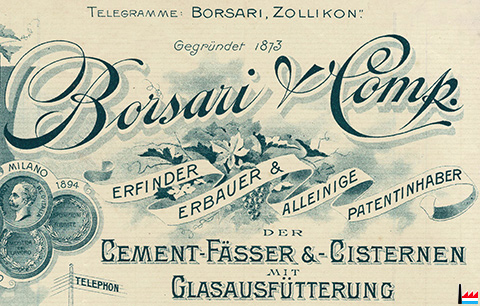 TELEGRAMME: BORSARI, ZOLLIKON".
Gegründet 1873
Borsari & Comp.
ERFINDER
ERBAUER &
ALLEINIGE
PATENTINHABER
MILANO
1894
DER
CEMENT-FÄSSER &-CISTERNEN
MIT
GLASAUSFÜTTERUNG
TELEPHON